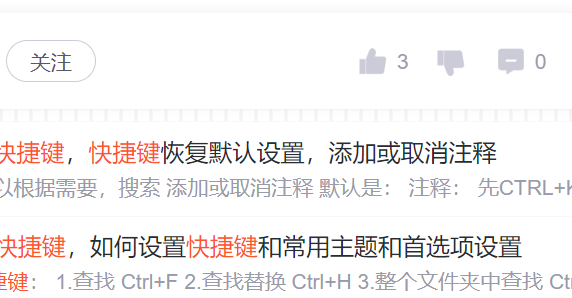 关注 3 0
快捷键，快捷键恢复默认设置，添加或取消注释
以根据需要，搜索 添加或取消注释 默认是： 注释： 先CTRL+K
快捷键，如何设置快捷键和常用主题和首选项设置
捷键： 1.查找 Ctrl+F 2.查找替换 Ctrl+H 3.整个文件夹中查找 Ct